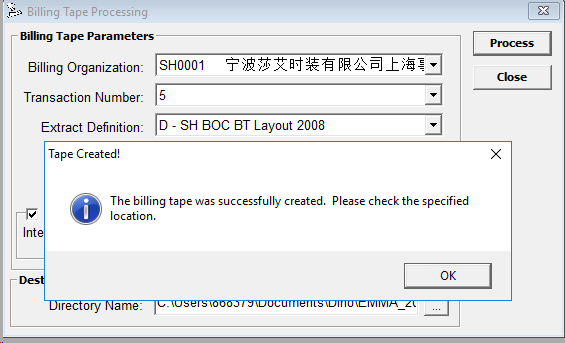 Billing Tape Processing
Billing Tape Parameters
Process
Billing Organization: SH0001 宁波莎艾时装有限公司上海
Close
Transaction Number: 5
Extract Definition: D - SH BOC BT Layout 2008
Tape Created!
The billing tape was successfully created. Please check the specified
location.
Inte
OK
Dest
Directory Name: C:\Users\868379\Documents\Dino\EMMA_20
...